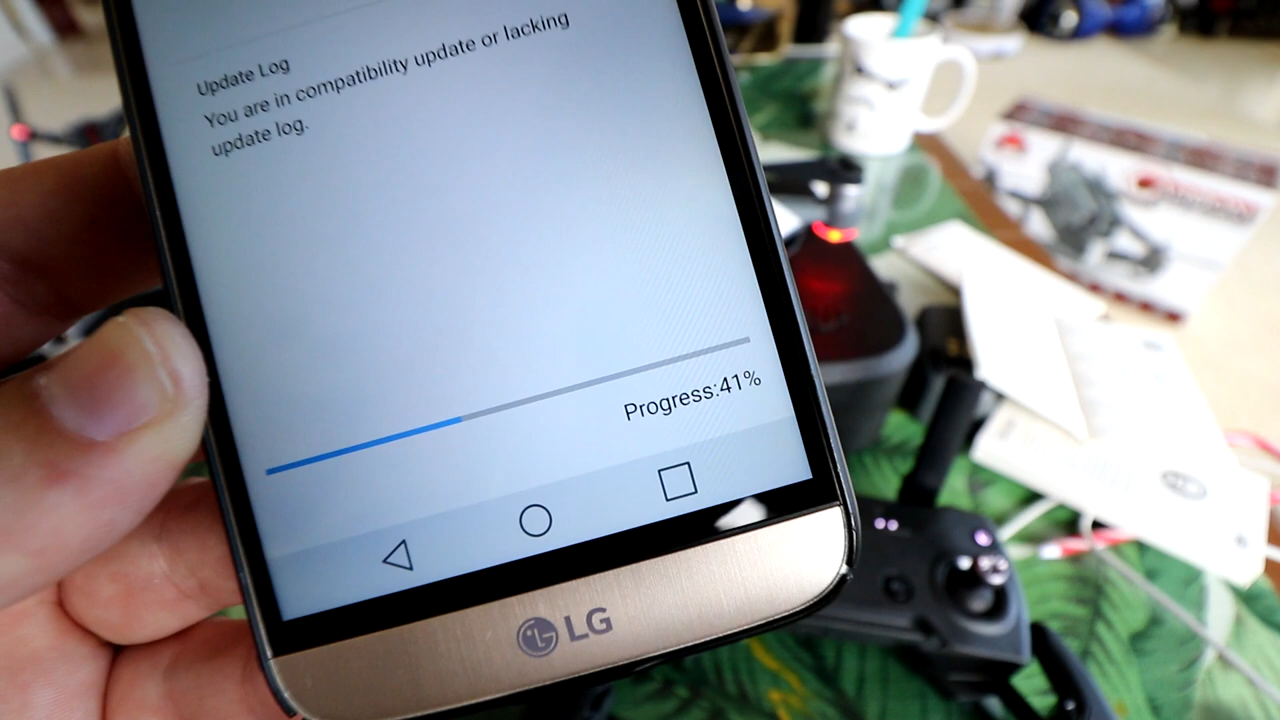 Update Log
You are in compatibility update or lacking
update log.
Progress:41%
LG